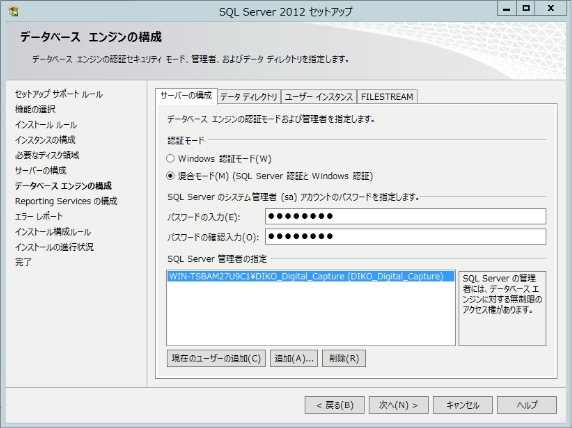 SQL Server 2012 セットアップ
データベース エンジンの構成
データベース エンジンの認証セキュリティ モード、管理者、およびデータ ディレクトリを指定します。
セットアップ サポート ルール
機能の選択
インストール ルール
インスタンスの構成
必要なディスク領域
サーバーの構成
データベース エンジンの構成
Reporting Services の構成
エラー レポート
インストール構成ルール
インストールの進行状況
完了
サーバーの構成 データ ディレクトリ ユーザー インスタンス FILESTREAM
データベース エンジンの認証モードおよび管理者を指定します。
認証モード
Windows 認証モード(W)
混合モード(M) (SQL Server 認証と Windows 認証)
SQL Server のシステム管理者 (sa) アカウントのパスワードを指定します。
パスワードの入力(E): ●●●●●●●●
パスワードの確認入力(O): ●●●●●●●●
SQL Server 管理者の指定
WIN-TSBAM27U9C1¥DIKO_Digital_Capture (DIKO_Digital_Capture)
SQL Server の管理
者には、データベース エ
ンジンに対する無制限の
アクセス権があります。
現在のユーザーの追加(C) 追加(A)... 削除(R)
< 戻る(B) 次へ(N) > キャンセル ヘルプ